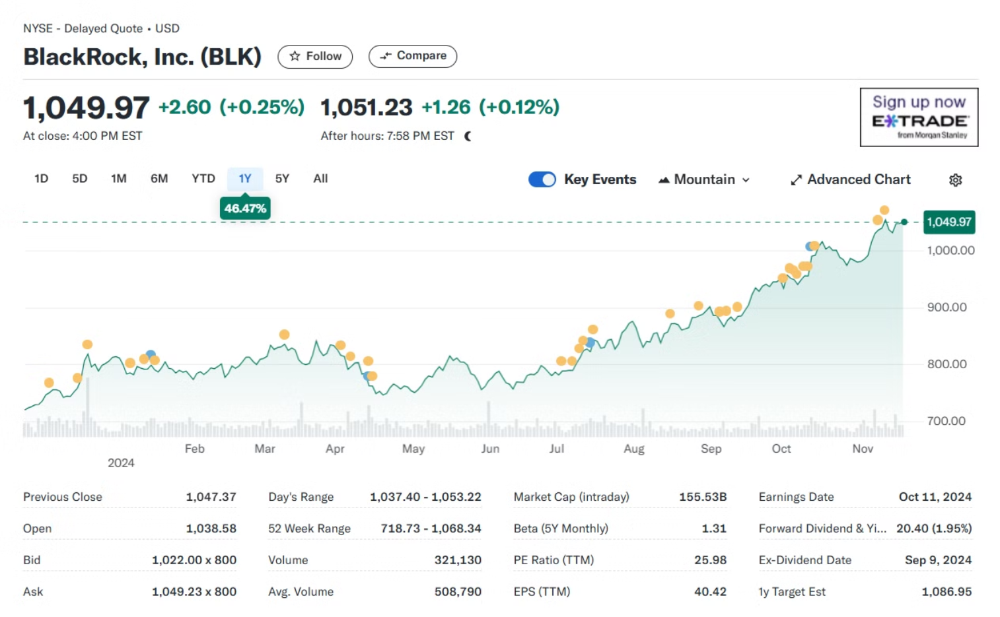 NYSE - Delayed Quote • USD
BlackRock, Inc. (BLK)
Follow
Compare
1,049.97 +2.60 (+0.25%) 1,051.23 +1.26 (+0.12%)
At close: 4:00 PM EST After hours: 7:58 PM EST
Sign up now
E*TRADE
from Morgan Stanley
1D 5D 1M 6M YTD 1Y 5Y All Key Events Mountain Advanced Chart
46.47%
1,049.97
1,000.00
900.00
800.00
700.00
Feb Mar Apr May Jun Jul Aug Sep Oct Nov
2024
Previous Close 1,047.37 Day's Range 1,037.40 - 1,053.22 Market Cap (intraday) 155.53B Earnings Date Oct 11, 2024
Open 1,038.58 52 Week Range 718.73 - 1,068.34 Beta (5Y Monthly) 1.31 Forward Dividend & Yi... 20.40 (1.95%)
Bid 1,022.00 x 800 Volume 321,130 PE Ratio (TTM) 25.98 Ex-Dividend Date Sep 9, 2024
Ask 1,049.23 x 800 Avg. Volume 508,790 EPS (TTM) 40.42 1y Target Est 1,086.95